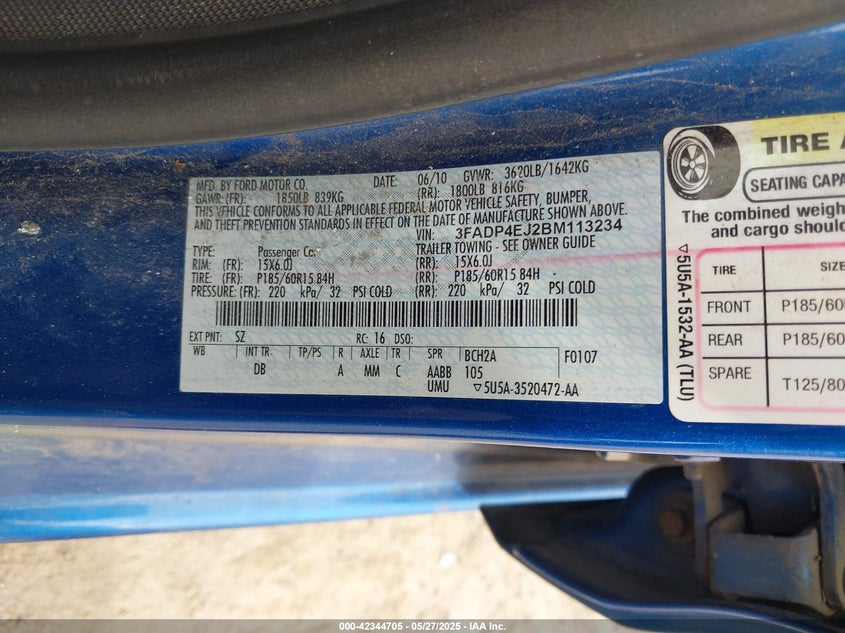 MFD. BY FORD MOTOR CO. DATE: 06/10 GVWR: 3620LB/1642KG
GAWR: (FR): 1850LB 839KG (RR): 1800LB 816KG
THIS VEHICLE CONFORMS TO ALL APPLICABLE FEDERAL MOTOR VEHICLE SAFETY, BUMPER,
AND THEFT PREVENTION STANDARDS IN EFFECT ON THE DATE OF MANUFACTURE SHOWN ABOVE.
VIN: 3FADP4EJ2BM113234
TYPE: Passenger Car TRAILER TOWING - SEE OWNER GUIDE
RIM: (FR): 15X6.0J (RR): 15X6.0J
TIRE: (FR): P185/60R15 84H (RR): P185/60R15 84H -
PRESSURE: (FR): 220 kPa/ 32 PSI COLD (RR): 220 kPa/ 32 PSI COLD
EXT PNT: SZ RC: 16 DSO:
WB INT TR TP/PS R AXLE TR SPR BCH2A F0107
DB A MM C AABB 105
UMU ▽5U5A-3520472-AA
TIRE A
SEATING CAPA
The combined weigh
and cargo shoul
TIRE SIZE
FRONT P185/60
REAR P185/60
SPARE T125/80
▽5U5A-1532-AA (TLU)
000-42344705 — 05/27/2025 — IAA Inc.